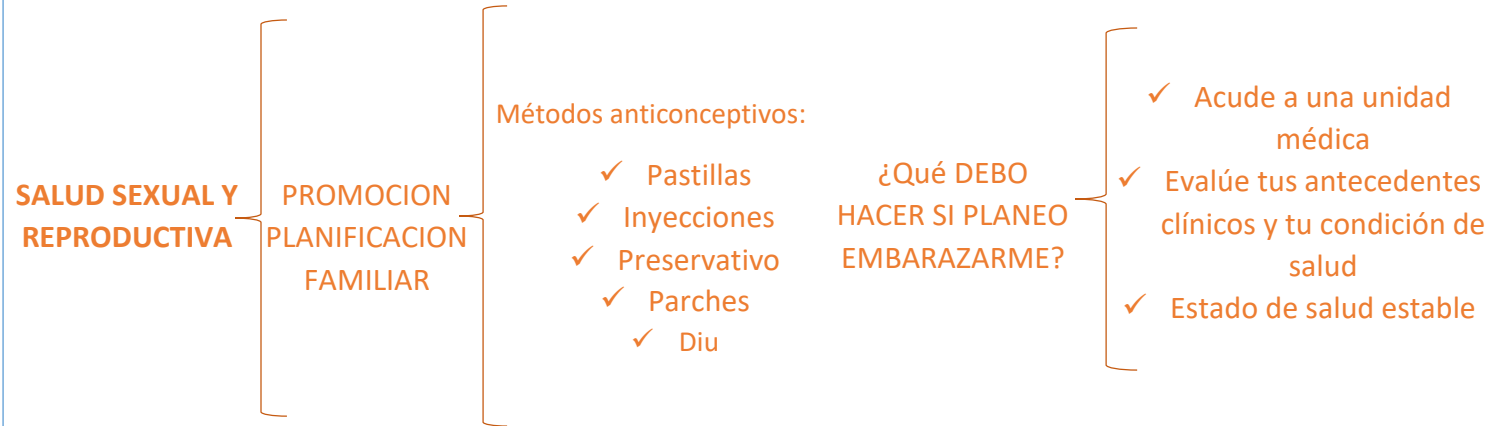 SALUD SEXUAL Y
REPRODUCTIVA
PROMOCION
PLANIFICACION
FAMILIAR
Métodos anticonceptivos:
✓ Pastillas
✓ Inyecciones
✓ Preservativo
✓ Parches
✓ Diu
¿Qué DEBO
HACER SI PLANEO
EMBARAZARME?
✓ Acude a una unidad
médica
✓ Evalúe tus antecedentes
clínicos y tu condición de
salud
✓ Estado de salud estable